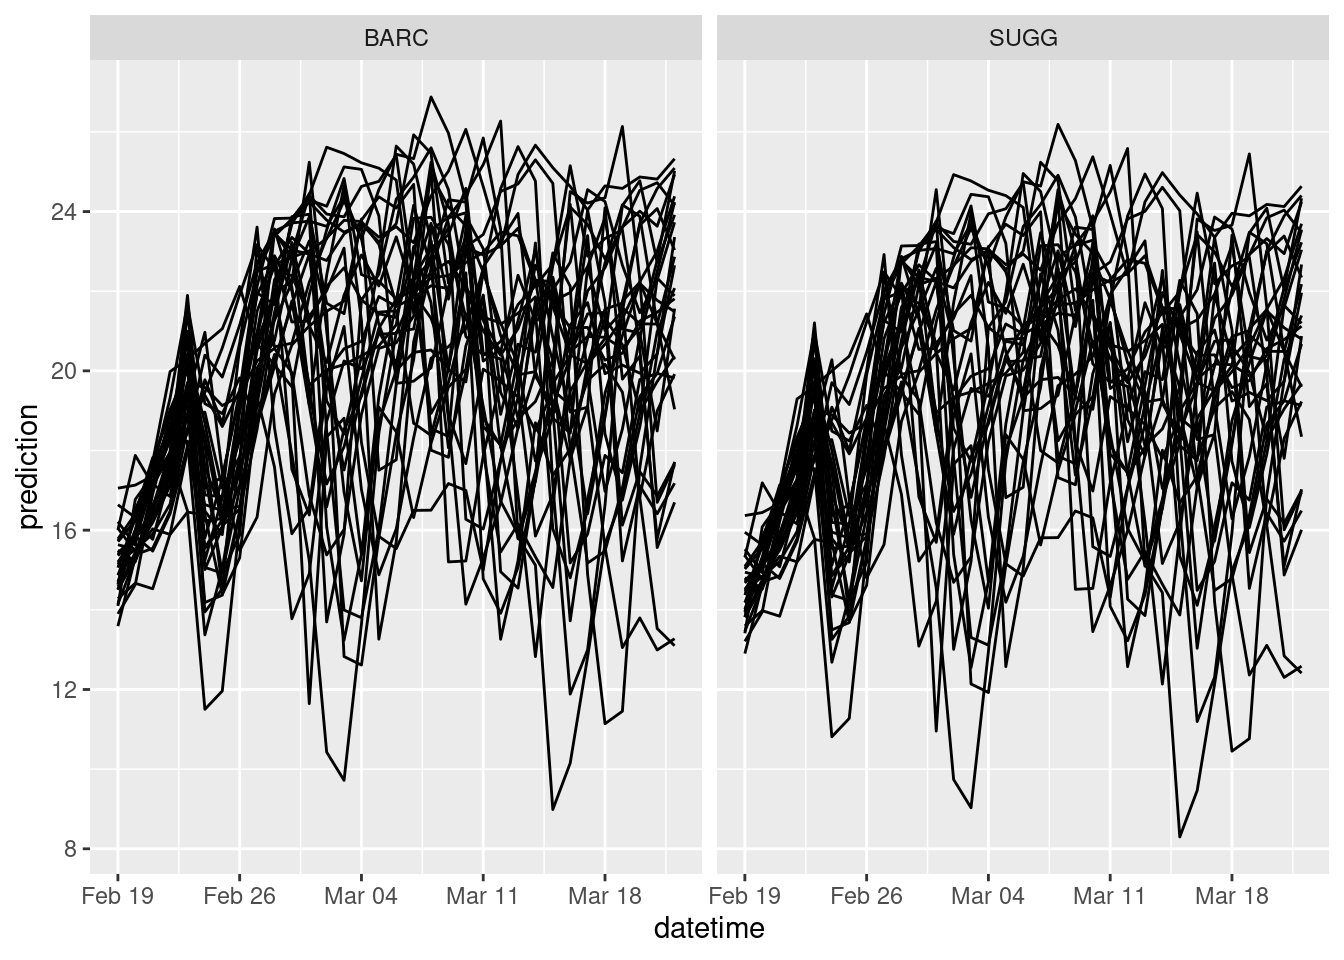 BARC SUGG
24
20
16
12
8
prediction
Feb 19 Feb 26 Mar 04 Mar 11 Mar 18 Feb 19 Feb 26 Mar 04 Mar 11 Mar 18
datetime